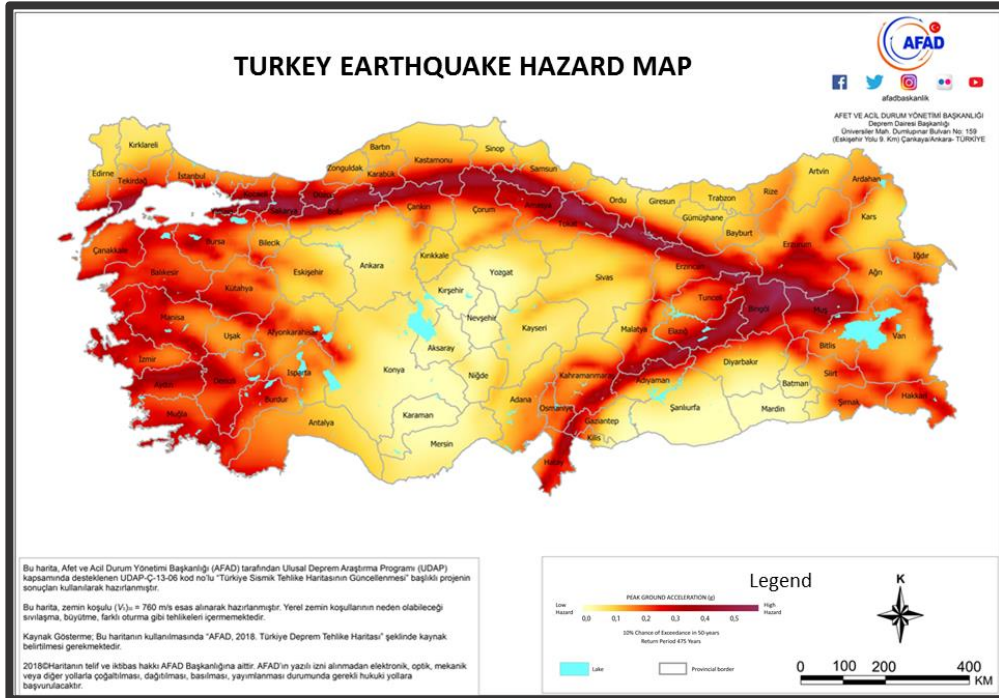 TURKEY EARTHQUAKE HAZARD MAP
AFAD
afadbaskanlik
AFET VE ACİL DURUM YÖNETİMİ BAŞKANLIĞI
Deprem Dairesi Başkanlığı
Üniversiteler Mah. Dumlupınar Bulvarı No: 159
(Eskişehir Yolu 9. Km) Çankaya/Ankara- TÜRKİYE
Kırklareli
Edirne
Tekirdağ
İstanbul
Bartın
Zonguldak
Karabük
Kastamonu
Sinop
Samsun
Sakarya
Bolu
Çankırı
Çorum
Amasya
Tokat
Ordu
Giresun
Trabzon
Rize
Artvin
Ardahan
Gümüşhane
Bayburt
Kars
Erzurum
Iğdır
Ağrı
Çanakkale
Bursa
Bilecik
Balıkesir
Kütahya
Eskişehir
Ankara
Kırıkkale
Yozgat
Sivas
Erzincan
Kırşehir
Nevşehir
Kayseri
Tunceli
Bingöl
Muş
Manisa
Uşak
Afyonkarahisar
Aksaray
Malatya
Elazığ
Van
Bitlis
İzmir
Konya
Diyarbakır
Siirt
Aydın
Denizli
Isparta
Burdur
Niğde
Kahramanmaraş
Adıyaman
Batman
Hakkari
Şırnak
Muğla
Antalya
Karaman
Adana
Osmaniye
Gaziantep
Şanlıurfa
Mardin
Mersin
Kilis
Hatay
Bu harita, Afet ve Acil Durum Yönetimi Başkanlığı (AFAD) tarafından Ulusal Deprem Araştırma Programı (UDAP)
kapsamında desteklenen UDAP-Ç-13-06 kod no'lu "Türkiye Sismik Tehlike Haritasının Güncellenmesi" başlıklı projenin
sonuçları kullanılarak hazırlanmıştır.
Bu harita, zemin koşulu (Vₛ)₃₀ = 760 m/s esas alınarak hazırlanmıştır. Yerel zemin koşullarının neden olabileceği
sıvılaşma, büyütme, farklı oturma gibi tehlikeleri içermemektedir.
Kaynak Gösterme; Bu haritanın kullanılmasında "AFAD, 2018. Türkiye Deprem Tehlike Haritası" şeklinde kaynak
belirtilmesi gerekmektedir.
2018©Haritanın telif ve iktibas hakkı AFAD Başkanlığına aittir. AFAD'ın yazılı izni alınmadan elektronik, optik, mekanik
veya diğer yollarla çoğaltılması, dağıtılması, basılması, yayımlanması durumunda gerekli hukuki yollara
başvurulacaktır.
Legend
PEAK GROUND ACCELERATION (g)
Low Hazard
High Hazard
0,0 0,1 0,2 0,3 0,4 0,5
10% Chance of Exceedance in 50-years
Return Period 475 Years
Lake
Provincial border
K
0 100 200 400
KM